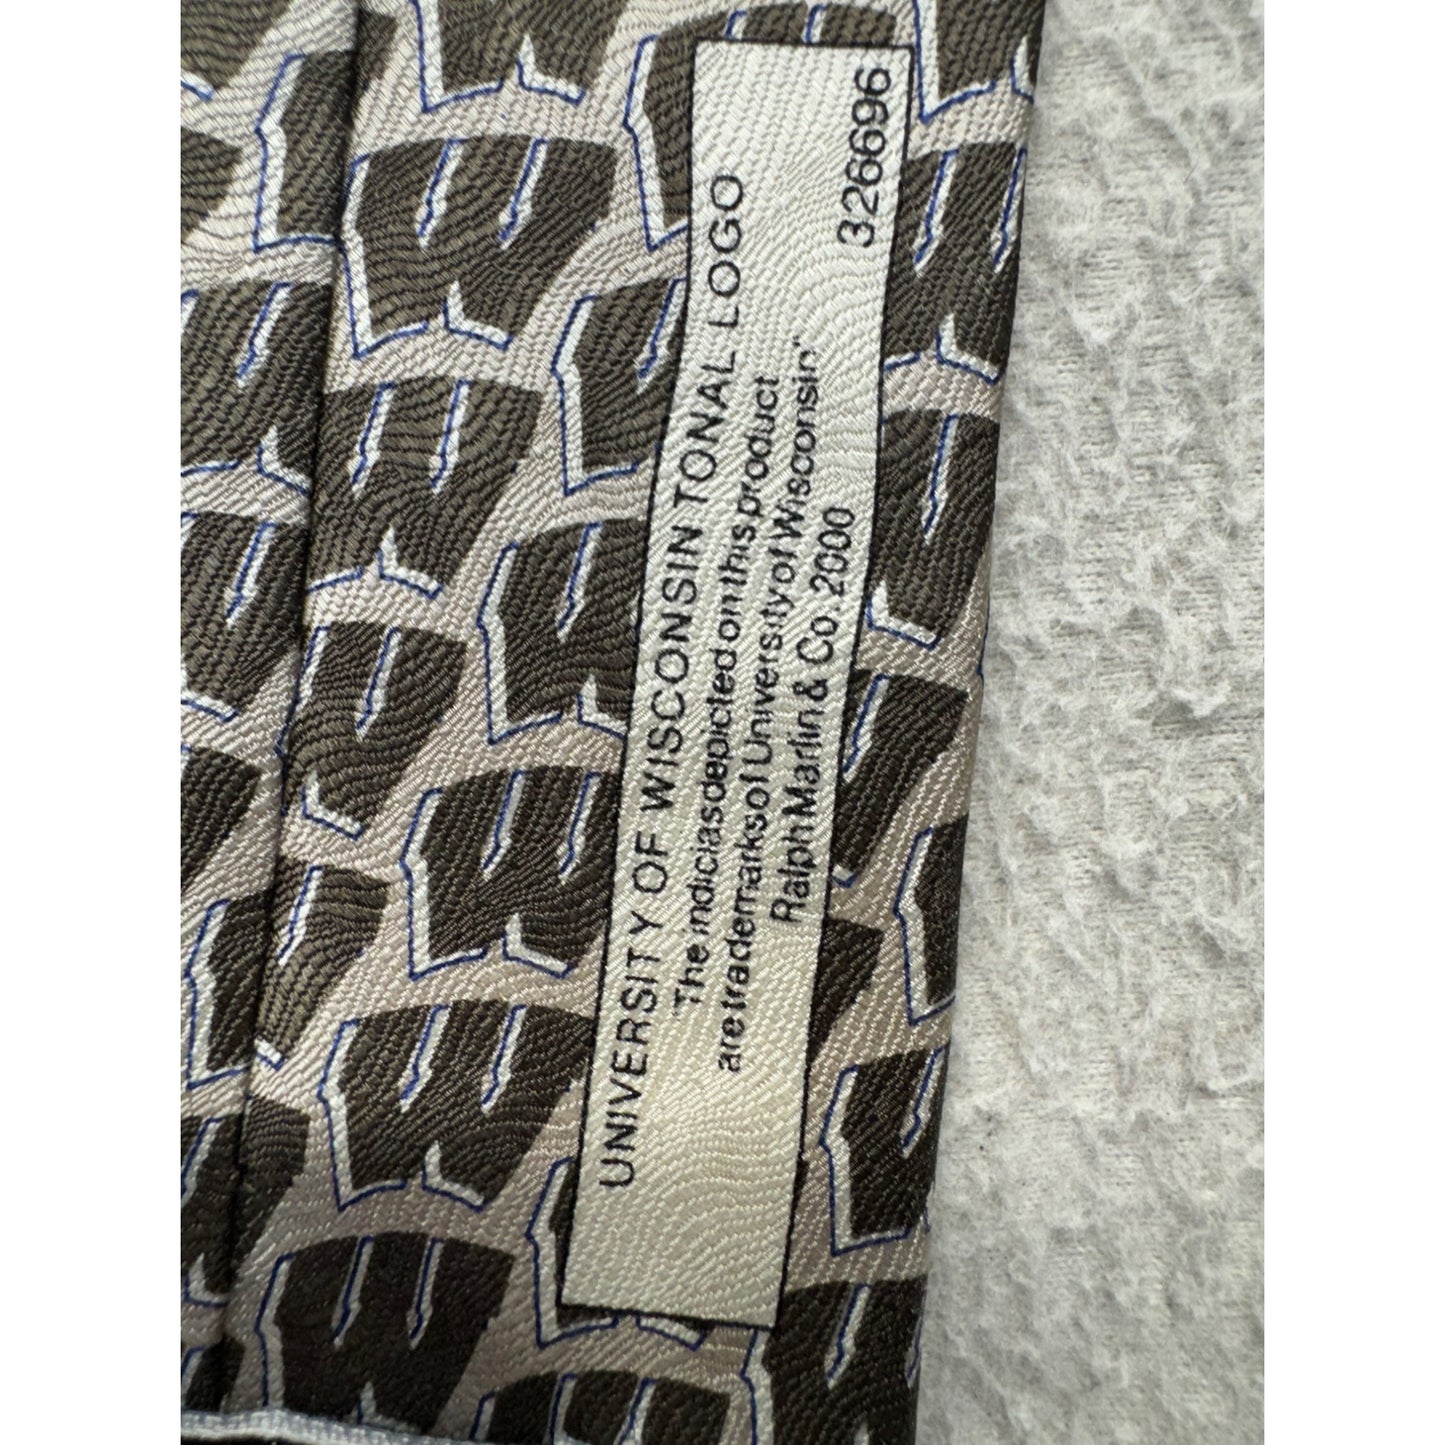 UNIVERSITY OF WISCONSIN TONAL LOGO
"The indicias depicted on this product
are trademarks of University of Wisconsin"
Ralph Marlin & Co. 2000
326696